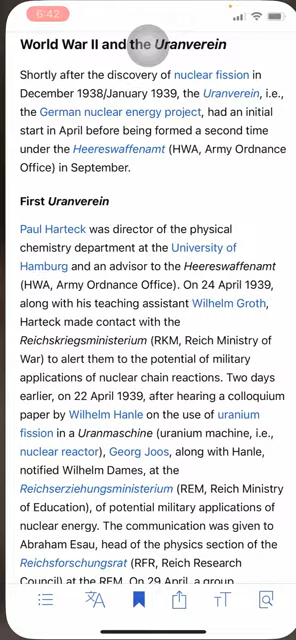 6:42
World War II and the Uranverein
Shortly after the discovery of nuclear fission in
December 1938/January 1939, the Uranverein, i.e.,
the German nuclear energy project, had an initial
start in April before being formed a second time
under the Heereswaffenamt (HWA, Army Ordnance
Office) in September.
First Uranverein
Paul Harteck was director of the physical
chemistry department at the University of
Hamburg and an advisor to the Heereswaffenamt
(HWA, Army Ordnance Office). On 24 April 1939,
along with his teaching assistant Wilhelm Groth,
Harteck made contact with the
Reichskriegsministerium (RKM, Reich Ministry of
War) to alert them to the potential of military
applications of nuclear chain reactions. Two days
earlier, on 22 April 1939, after hearing a colloquium
paper by Wilhelm Hanle on the use of uranium
fission in a Uranmaschine (uranium machine, i.e.,
nuclear reactor), Georg Joos, along with Hanle,
notified Wilhelm Dames, at the
Reichserziehungsministerium (REM, Reich Ministry
of Education), of potential military applications of
nuclear energy. The communication was given to
Abraham Esau, head of the physics section of the
Reichsforschungsrat (RFR, Reich Research
Council) at the REM. On 29 April, a group,